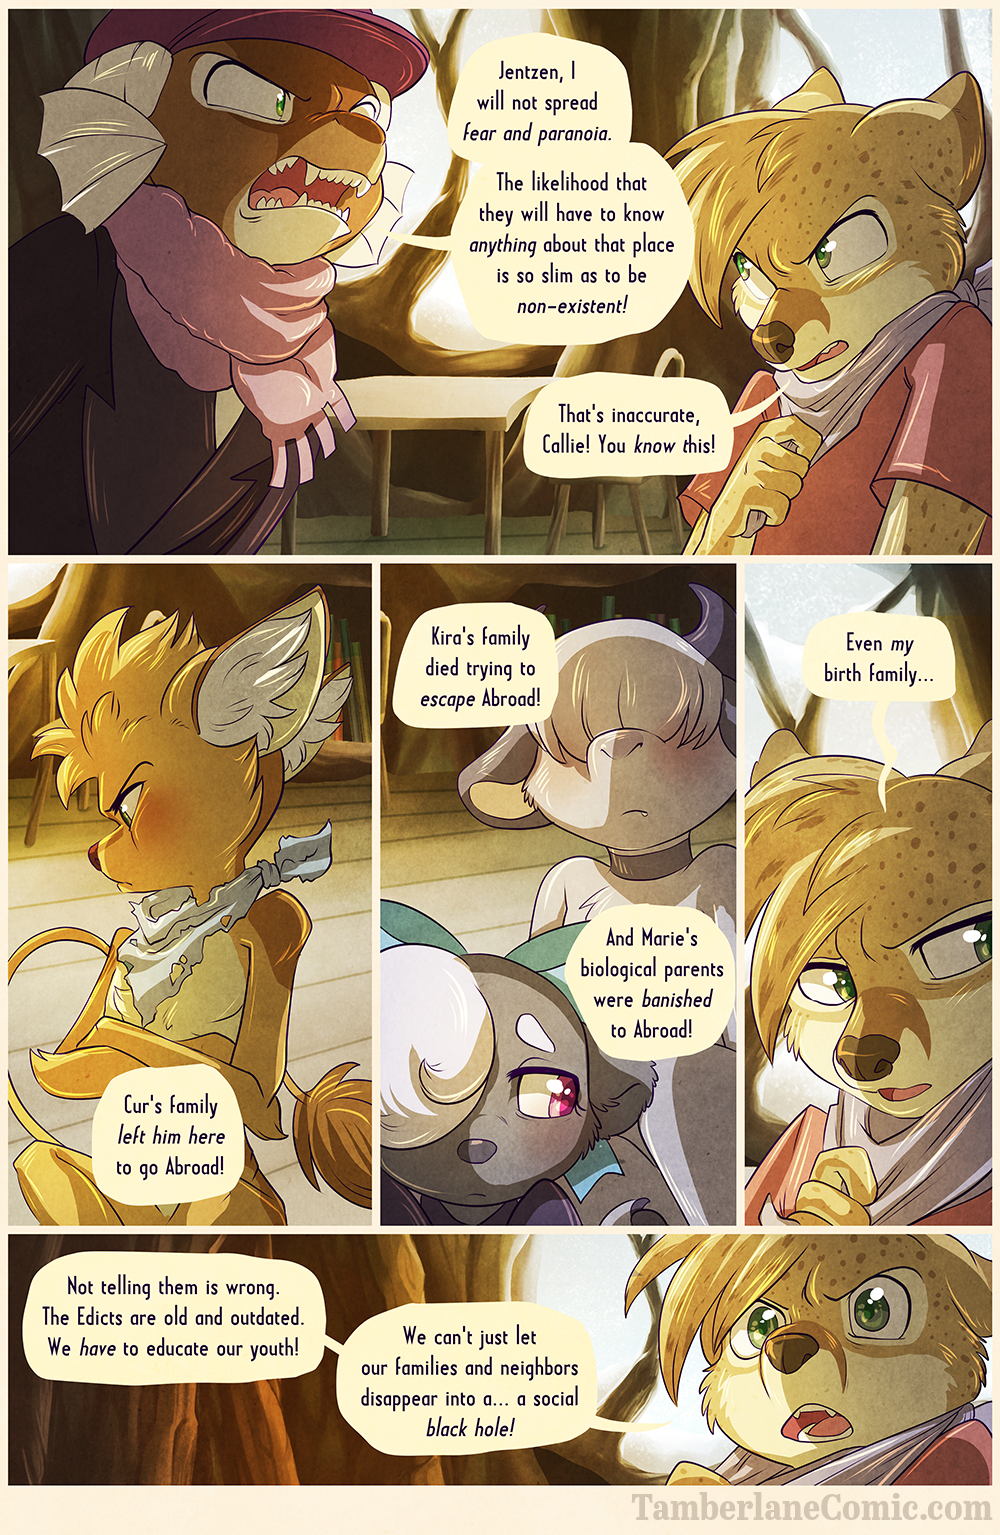 Jentzen, I
will not spread
fear and paranoia.
The likelihood that
they will have to know
anything about that place
is so slim as to be
non-existent!
That's inaccurate,
Callie! You know this!
Cur's family
left him here
to go Abroad!
Kira's family
died trying to
escape Abroad!
And Marie's
biological parents
were banished
to Abroad!
Even my
birth family...
Not telling them is wrong.
The Edicts are old and outdated.
We have to educate our youth!
We can't just let
our families and neighbors
disappear into a... a social
black hole!
TamberlaneComic.com